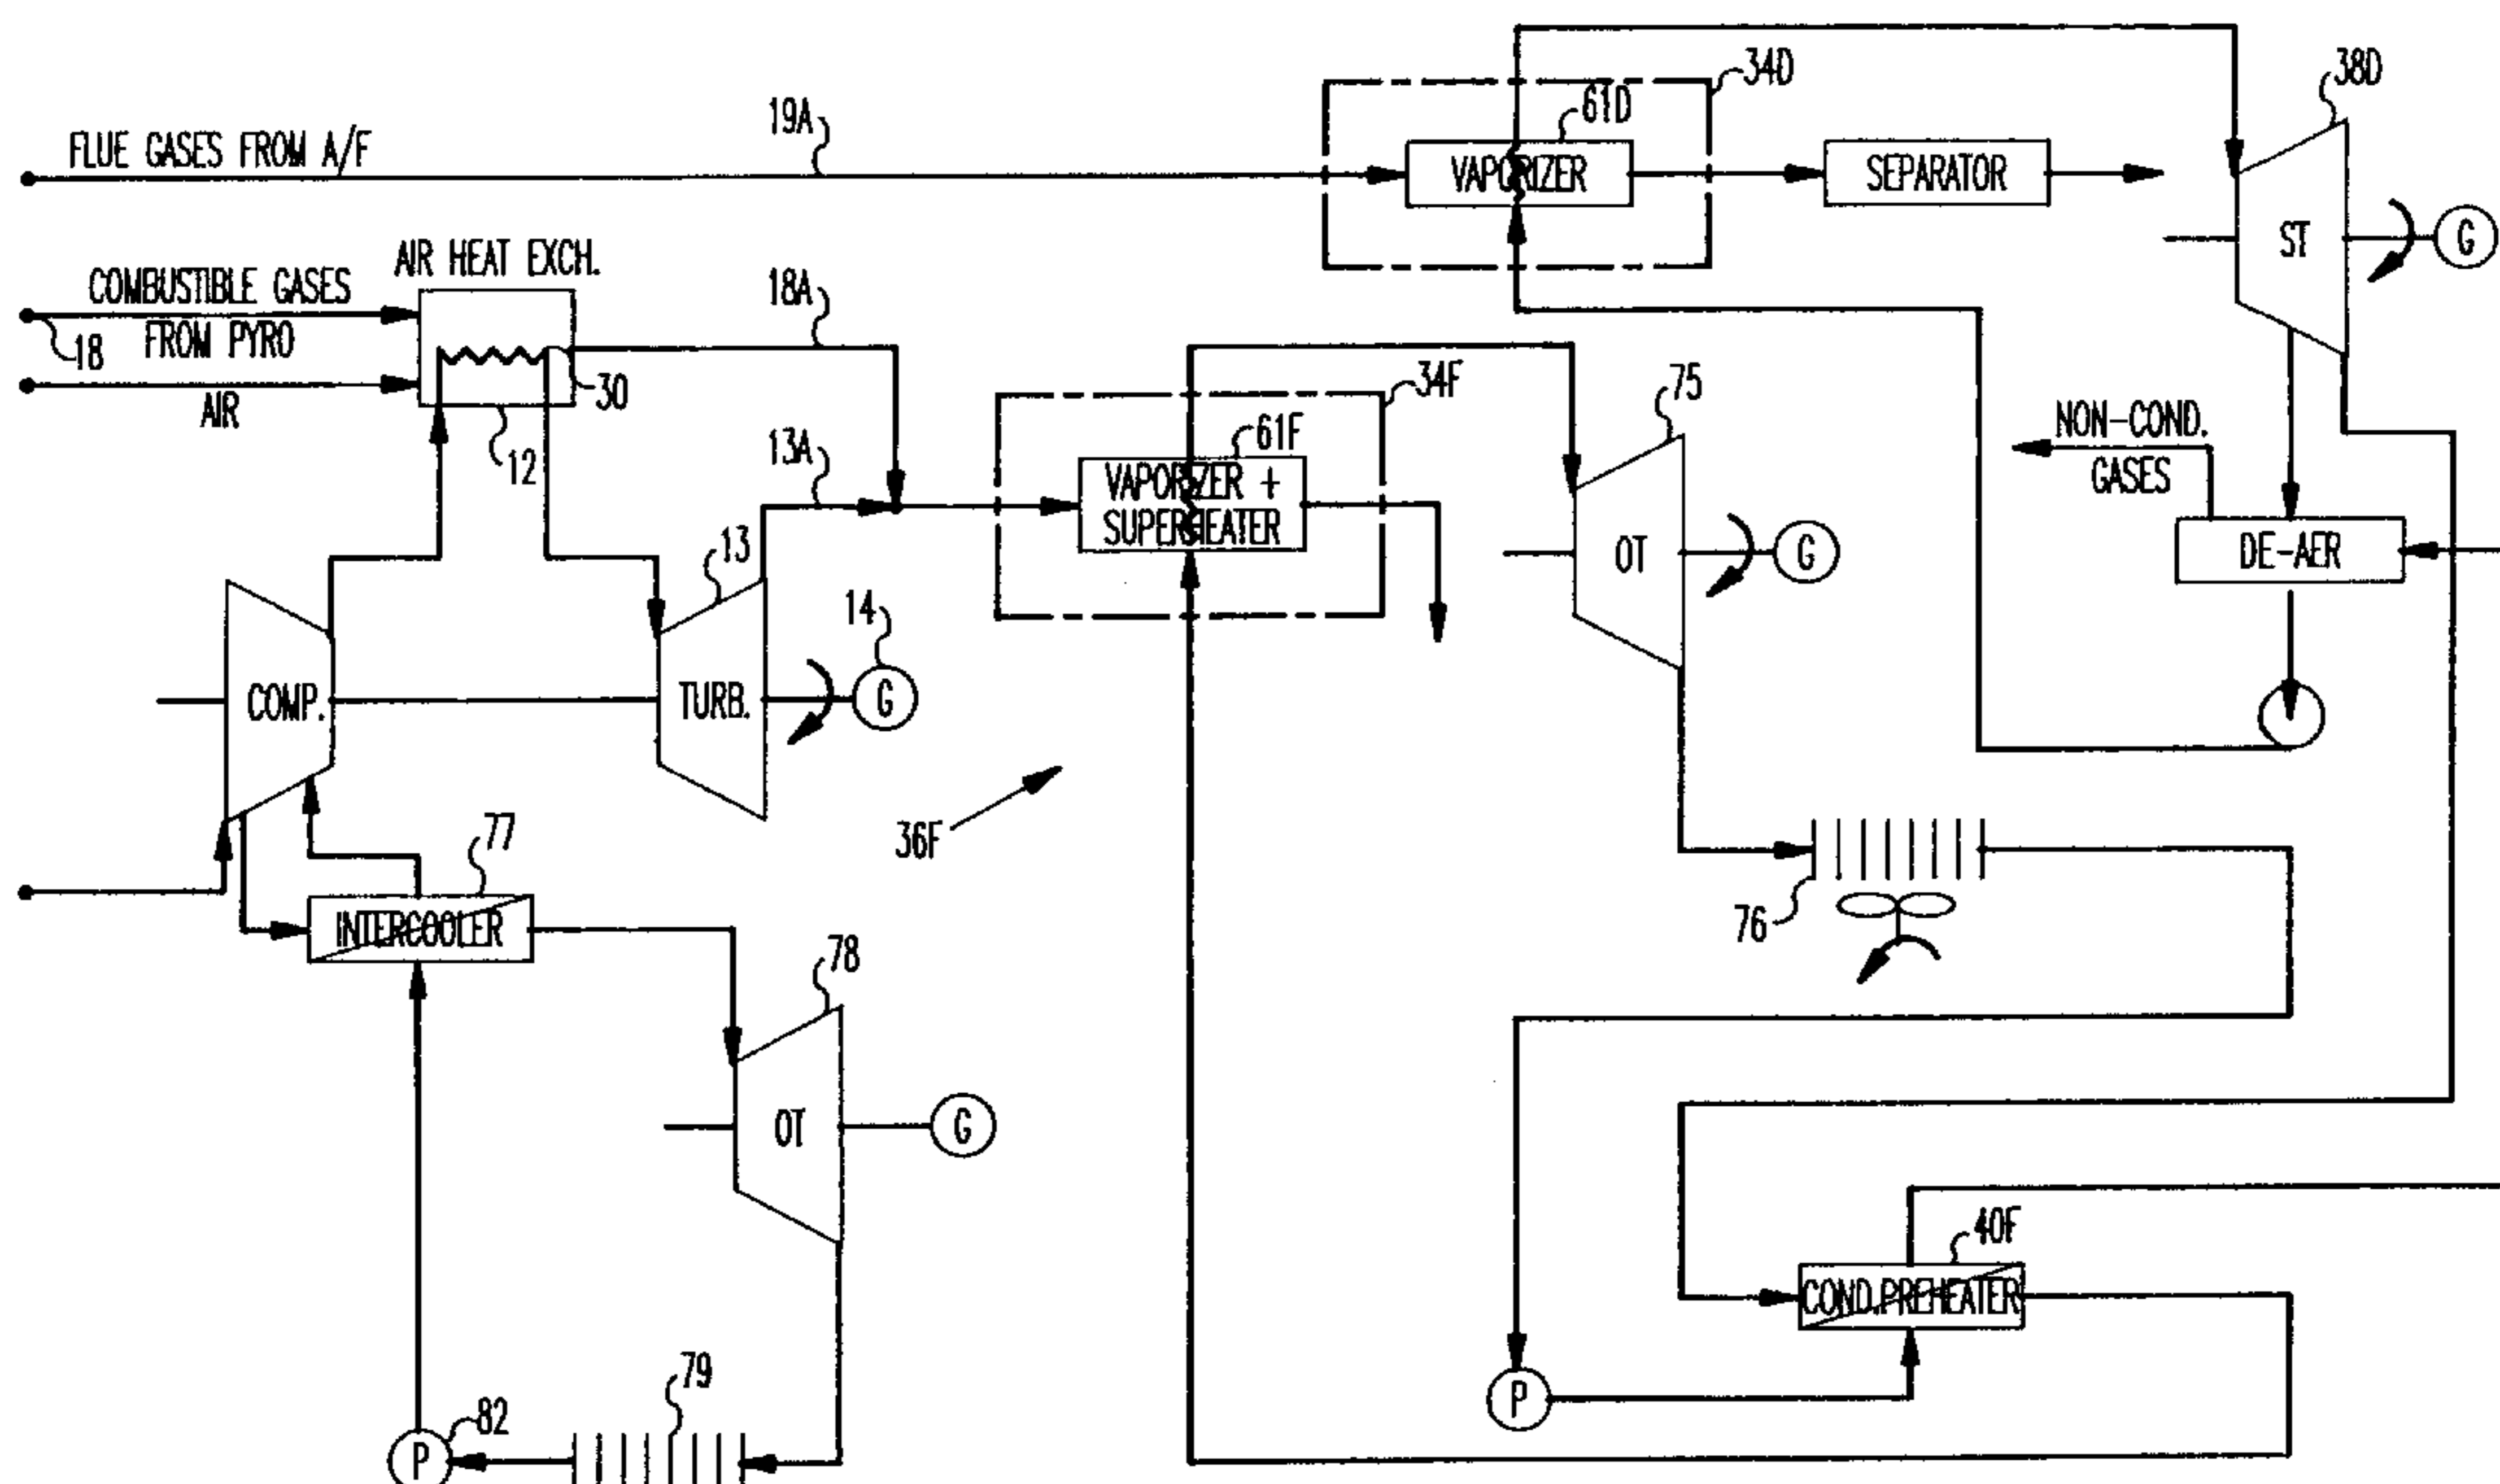 38D
34D
61D
19A
FLUE GASES FROM A/F
VAPORIZER
SEPARATOR
ST
G
AIR HEAT EXCH.
COMBUSTIBLE GASES
FROM PYRO
18
AIR
18A
30
12
34F
75
NON-COND.
GASES
61F
13A
VAPORIZER +
SUPERHEATER
DE-AER
OT
G
13
14
COMP.
TURB.
G
36F
77
76
INTERCOOLER
78
OT
G
40F
COND.PREHEATER
79
P
82
P